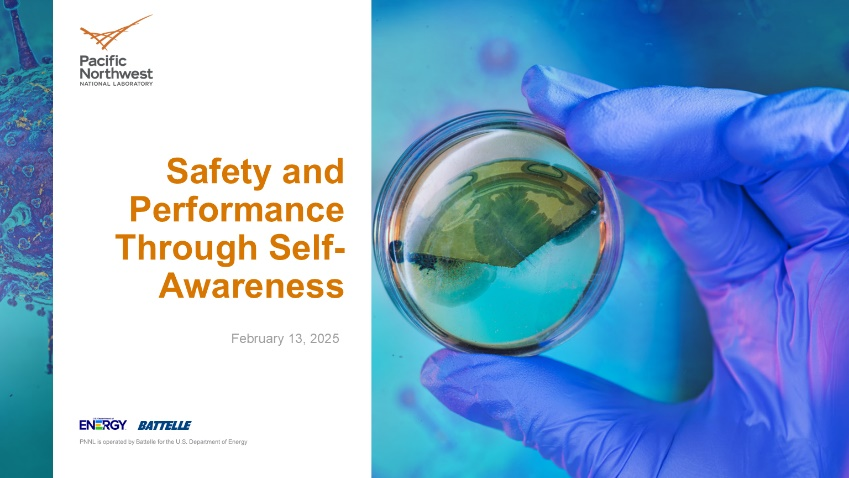 Pacific
Northwest
NATIONAL LABORATORY
Safety and
Performance
Through Self-
Awareness
February 13, 2025
ENERGY BATTELLE
PNNL is operated by Battelle for the U.S. Department of Energy